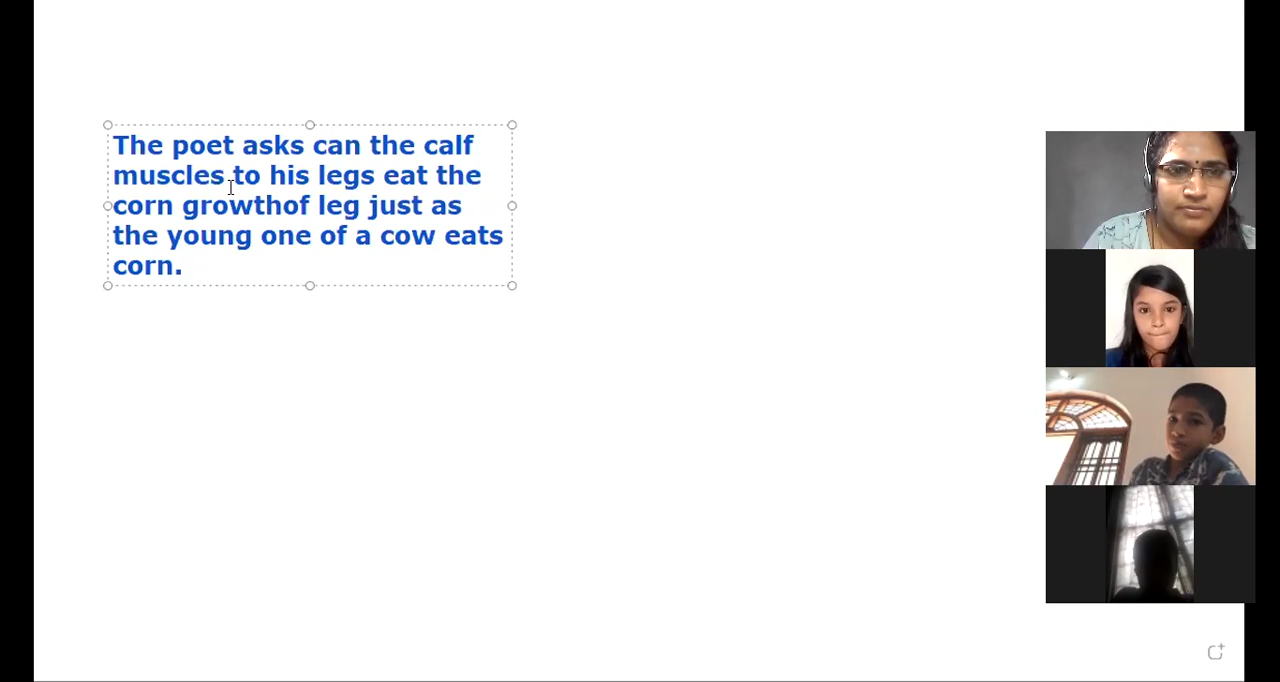 The poet asks can the calf
muscles to his legs eat the
corn growthof leg just as
the young one of a cow eats
corn.